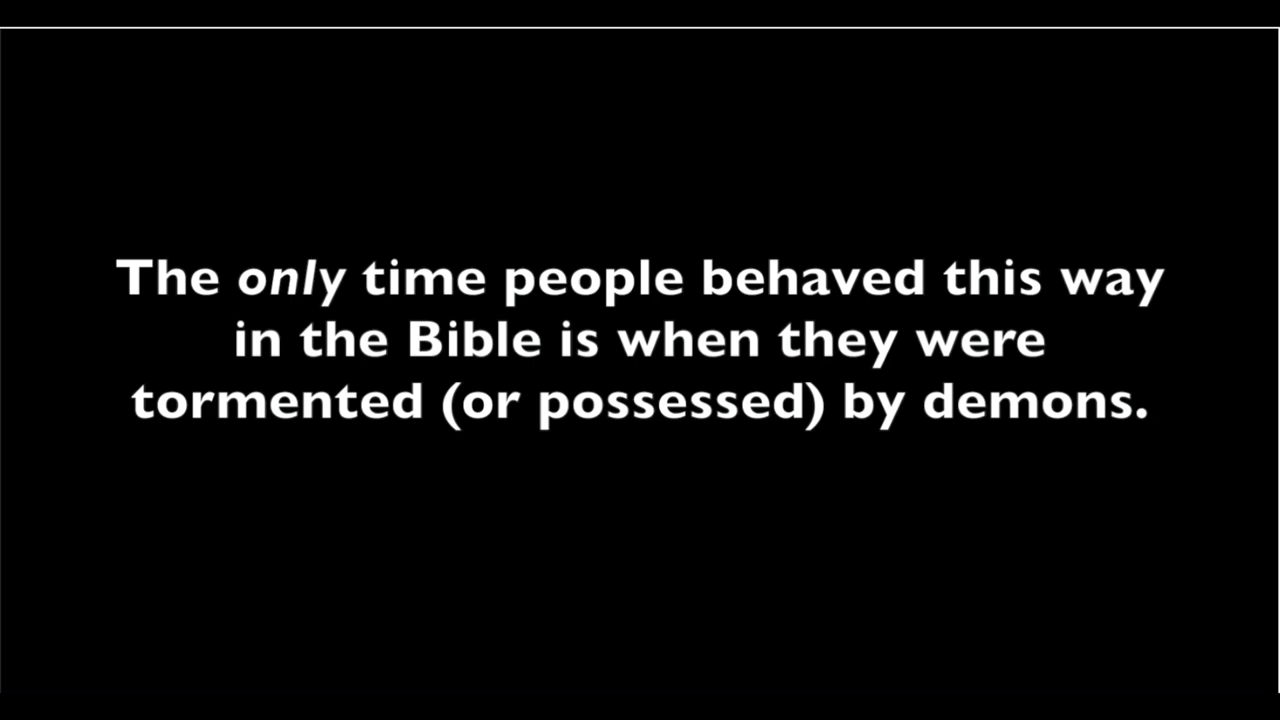 The only time people behaved this way
in the Bible is when they were
tormented (or possessed) by demons.